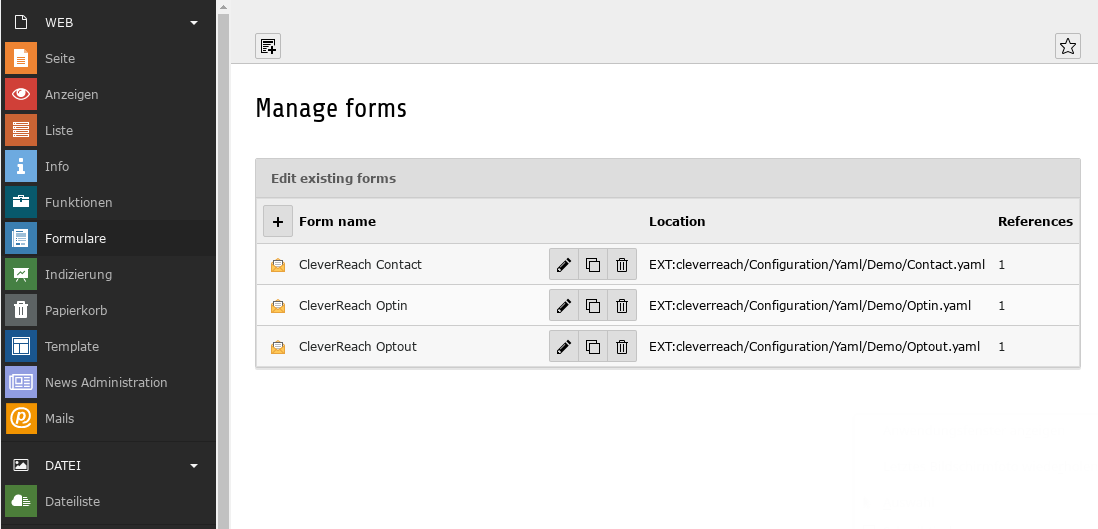 WEB
Seite
Anzeigen
Liste
Info
Funktionen
Formulare
Indizierung
Papierkorb
Template
News Administration
Mails
DATEI
Dateiliste
Manage forms
Edit existing forms
Form name Location References
CleverReach Contact EXT:cleverreach/Configuration/Yaml/Demo/Contact.yaml 1
CleverReach Optin EXT:cleverreach/Configuration/Yaml/Demo/Optin.yaml 1
CleverReach Optout EXT:cleverreach/Configuration/Yaml/Demo/Optout.yaml 1